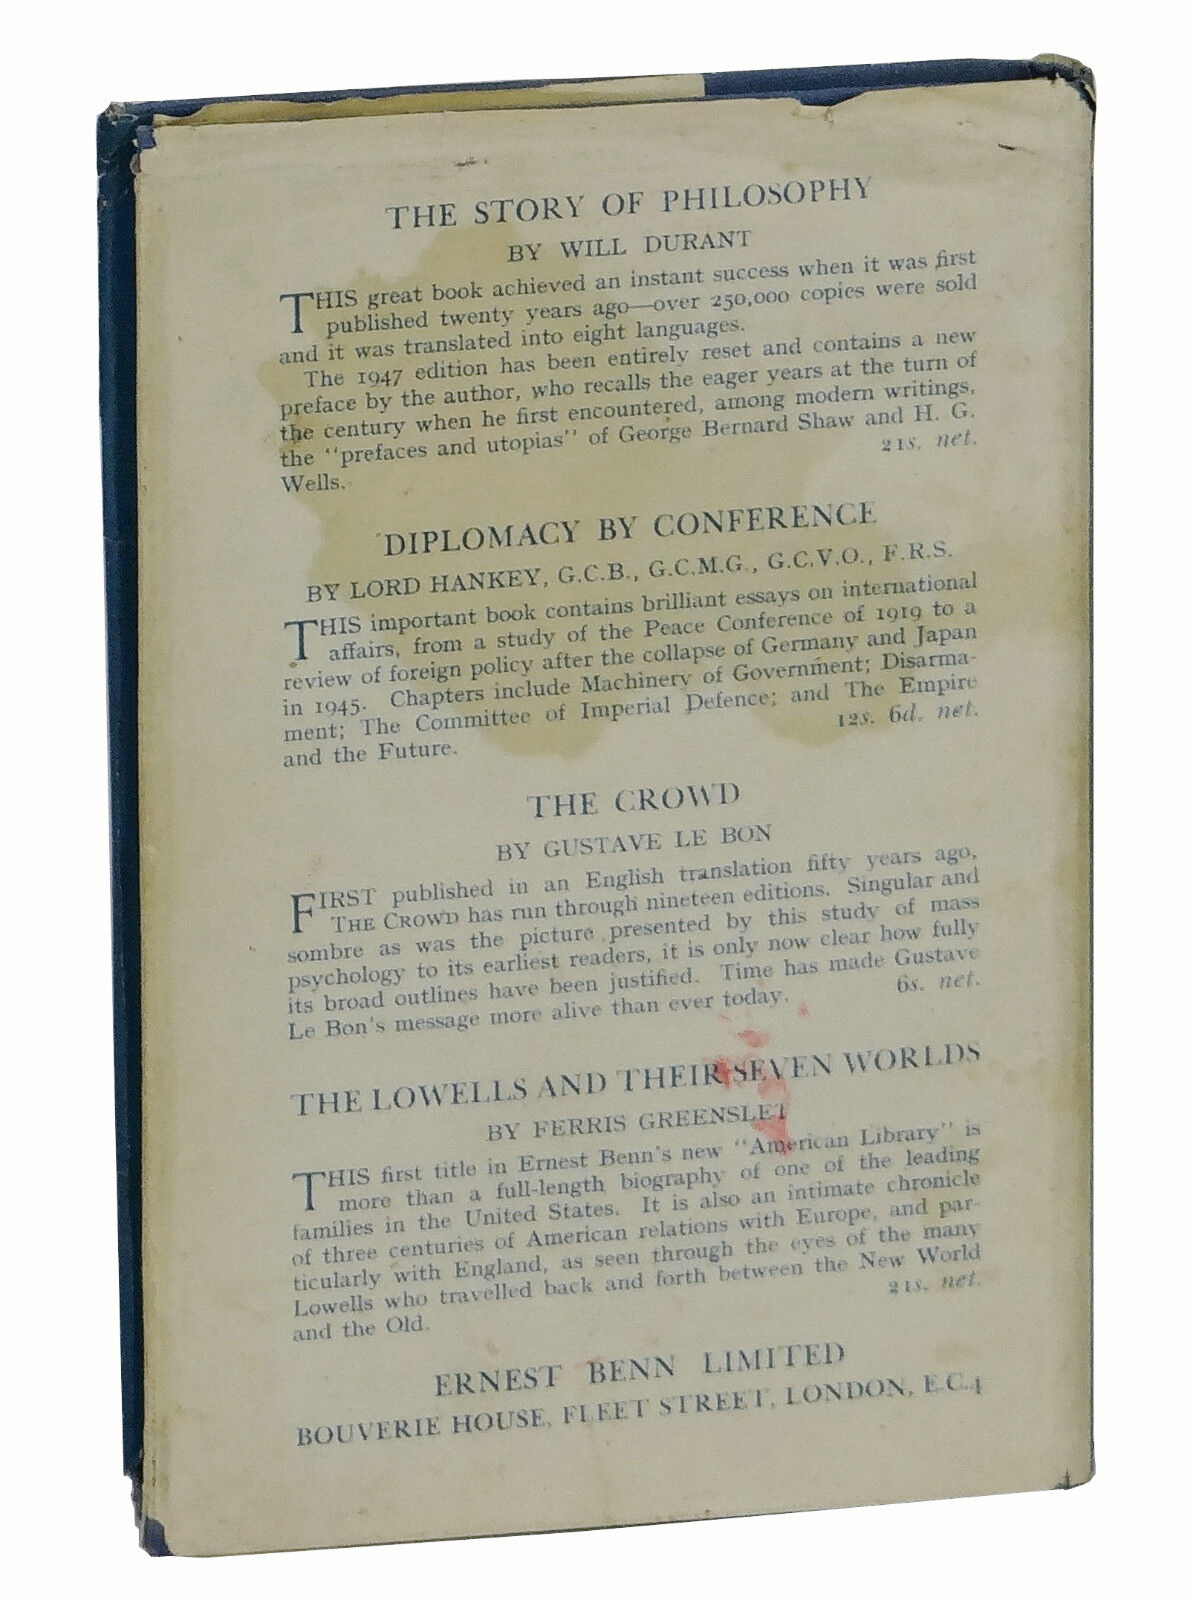 THE STORY OF PHILOSOPHY
BY WILL DURANT
THIS great book achieved an instant success when it was first
published twenty years ago—over 250,000 copies were sold
and it was translated into eight languages.
The 1947 edition has been entirely reset and contains a new
preface by the author, who recalls the eager years at the turn of
the century when he first encountered, among modern writings,
the "prefaces and utopias" of George Bernard Shaw and H. G.
Wells. 21s. net.
DIPLOMACY BY CONFERENCE
BY LORD HANKEY, G.C.B., G.C.M.G., G.C.V.O., F.R.S.
THIS important book contains brilliant essays on international
affairs, from a study of the Peace Conference of 1919 to a
review of foreign policy after the collapse of Germany and Japan
in 1945. Chapters include Machinery of Government; Disarma-
ment; The Committee of Imperial Defence; and The Empire
and the Future. 12s. 6d. net.
THE CROWD
BY GUSTAVE LE BON
FIRST published in an English translation fifty years ago,
THE CROWD has run through nineteen editions. Singular and
sombre as was the picture presented by this study of mass
psychology to its earliest readers, it is only now clear how fully
its broad outlines have been justified. Time has made Gustave
Le Bon's message more alive than ever today. 6s. net.
THE LOWELLS AND THEIR SEVEN WORLDS
BY FERRIS GREENSLET
THIS first title in Ernest Benn's new "American Library" is
more than a full-length biography of one of the leading
families in the United States. It is also an intimate chronicle
of three centuries of American relations with Europe, and par-
ticularly with England, as seen through the eyes of the many
Lowells who travelled back and forth between the New World
and the Old. 21s. net.
ERNEST BENN LIMITED
BOUVERIE HOUSE, FLEET STREET, LONDON, E.C.4